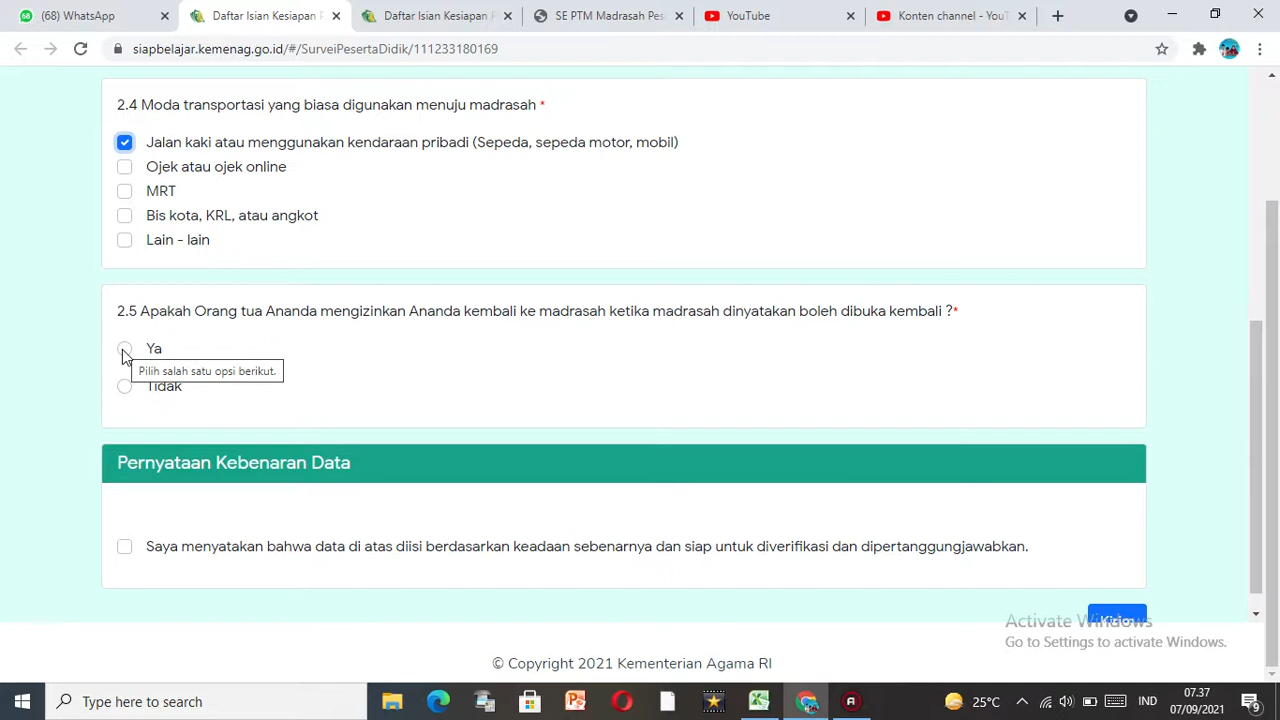 (68) WhatsApp
Daftar Isian Kesiapan P
Daftar Isian Kesiapan P
SE PTM Madrasah Pes
YouTube
Konten channel - YouT
siapbelajar.kemenag.go.id/#/SurveiPesertaDidik/111233180169
2.4 Moda transportasi yang biasa digunakan menuju madrasah *
Jalan kaki atau menggunakan kendaraan pribadi (Sepeda, sepeda motor, mobil)
Ojek atau ojek online
MRT
Bis kota, KRL, atau angkot
Lain - lain
2.5 Apakah Orang tua Ananda mengizinkan Ananda kembali ke madrasah ketika madrasah dinyatakan boleh dibuka kembali ?*
Ya
Pilih salah satu opsi berikut.
Tidak
Pernyataan Kebenaran Data
Saya menyatakan bahwa data di atas diisi berdasarkan keadaan sebenarnya dan siap untuk diverifikasi dan dipertanggungjawabkan.
Kirim
Activate Windows
Go to Settings to activate Windows.
© Copyright 2021 Kementerian Agama RI
Type here to search
25°C
IND
07.37
07/09/2021